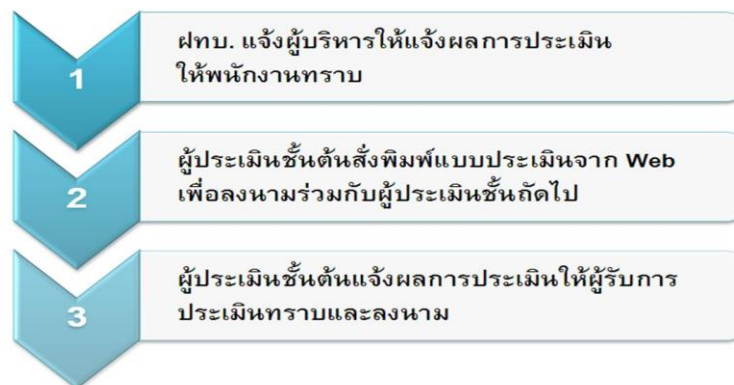 1
ฝทบ. แจ้งผู้บริหารให้แจ้งผลการประเมิน
ให้พนักงานทราบ
2
ผู้ประเมินชั้นต้นสั่งพิมพ์แบบประเมินจาก Web
เพื่อลงนามร่วมกับผู้ประเมินชั้นถัดไป
3
ผู้ประเมินชั้นต้นแจ้งผลการประเมินให้ผู้รับการ
ประเมินทราบและลงนาม